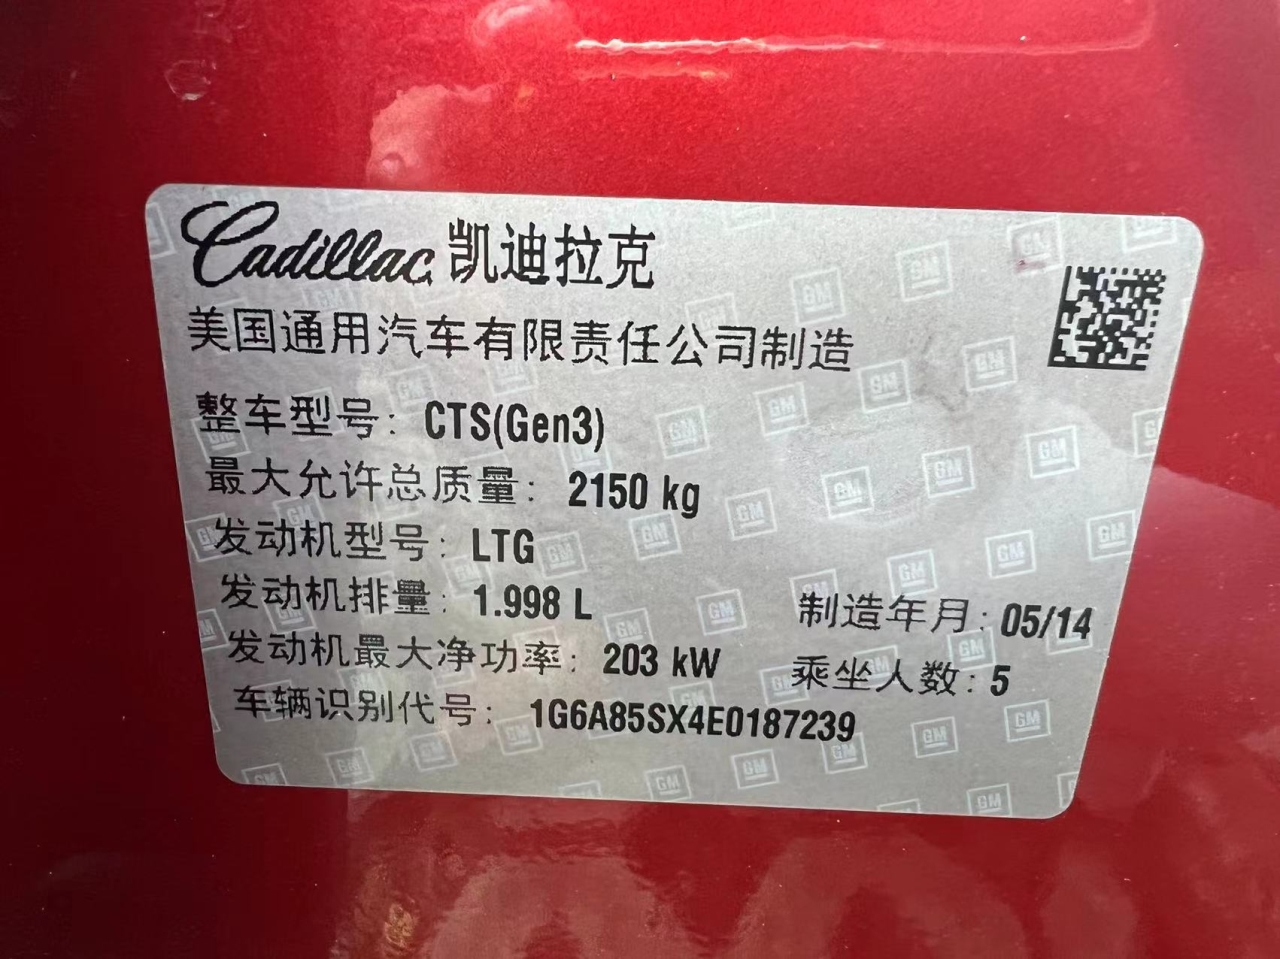 Cadillac 凯迪拉克
美国通用汽车有限责任公司制造
整车型号: CTS(Gen3)
最大允许总质量: 2150 kg
发动机型号: LTG
发动机排量: 1.998 L
制造年月: 05/14
发动机最大净功率: 203 kW
乘坐人数: 5
车辆识别代号: 1G6A85SX4E0187239